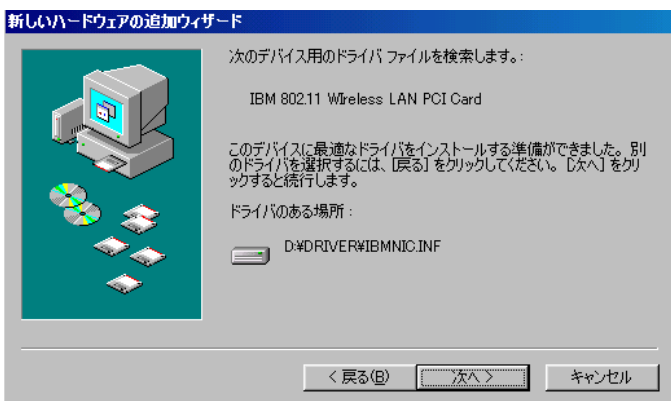 新しいハードウェアの追加ウィザード
次のデバイス用のドライバ ファイルを検索します。:
IBM 802.11 WIreless LAN PCI Card
このデバイスに最適なドライバをインストールする準備ができました。別
のドライバを選択するには、[戻る] をクリックしてください。[次へ] をクリ
ックすると続行します。
ドライバのある場所 :
D:¥DRIVER¥IBMNIC.INF
< 戻る(B)
次へ >
キャンセル